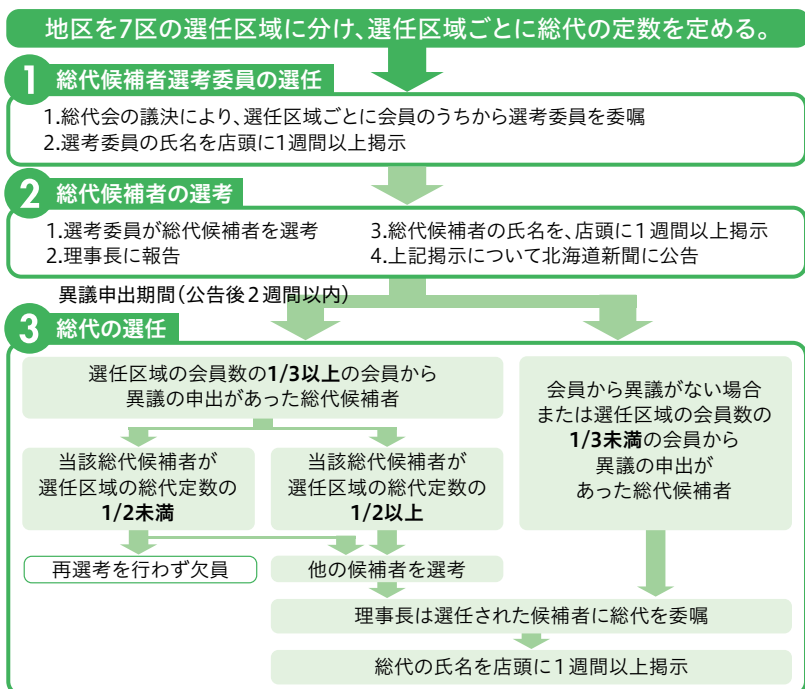 地区を7区の選任区域に分け、選任区域ごとに総代の定数を定める。
1 総代候補者選考委員の選任
1.総代会の議決により、選任区域ごとに会員のうちから選考委員を委嘱
2.選考委員の氏名を店頭に1週間以上掲示
2 総代候補者の選考
1.選考委員が総代候補者を選考
2.理事長に報告
3.総代候補者の氏名を、店頭に1週間以上掲示
4.上記掲示について北海道新聞に公告
異議申出期間(公告後2週間以内)
3 総代の選任
選任区域の会員数の1/3以上の会員から
異議の申出があった総代候補者
当該総代候補者が
選任区域の総代定数の
1/2未満
当該総代候補者が
選任区域の総代定数の
1/2以上
会員から異議がない場合
または選任区域の会員数の
1/3未満の会員から
異議の申出が
あった総代候補者
再選考を行わず欠員
他の候補者を選考
理事長は選任された候補者に総代を委嘱
総代の氏名を店頭に1週間以上掲示